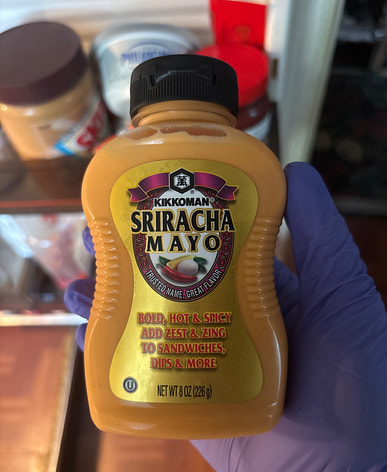 KIKKOMAN®
SRIRACHA
MAYO
TRUSTED NAME, GREAT FLAVOR
BOLD, HOT & SPICY
ADD ZEST & ZING
TO SANDWICHES,
DIPS & MORE
U
NET WT 8 OZ (226 g)